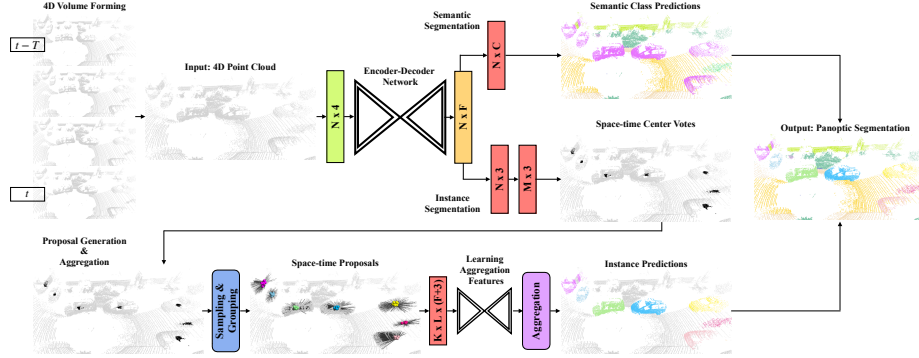 4D Volume Forming
t − T
t
Input: 4D Point Cloud
N x 4
Encoder-Decoder
Network
N x F
Semantic
Segmentation
N x C
Semantic Class Predictions
Instance
Segmentation
N x 3
M x 3
Space-time Center Votes
Output: Panoptic Segmentation
Proposal Generation
&
Aggregation
Sampling &
Grouping
Space-time Proposals
K x L x (F+3)
Learning
Aggregation
Features
Aggregation
Instance Predictions